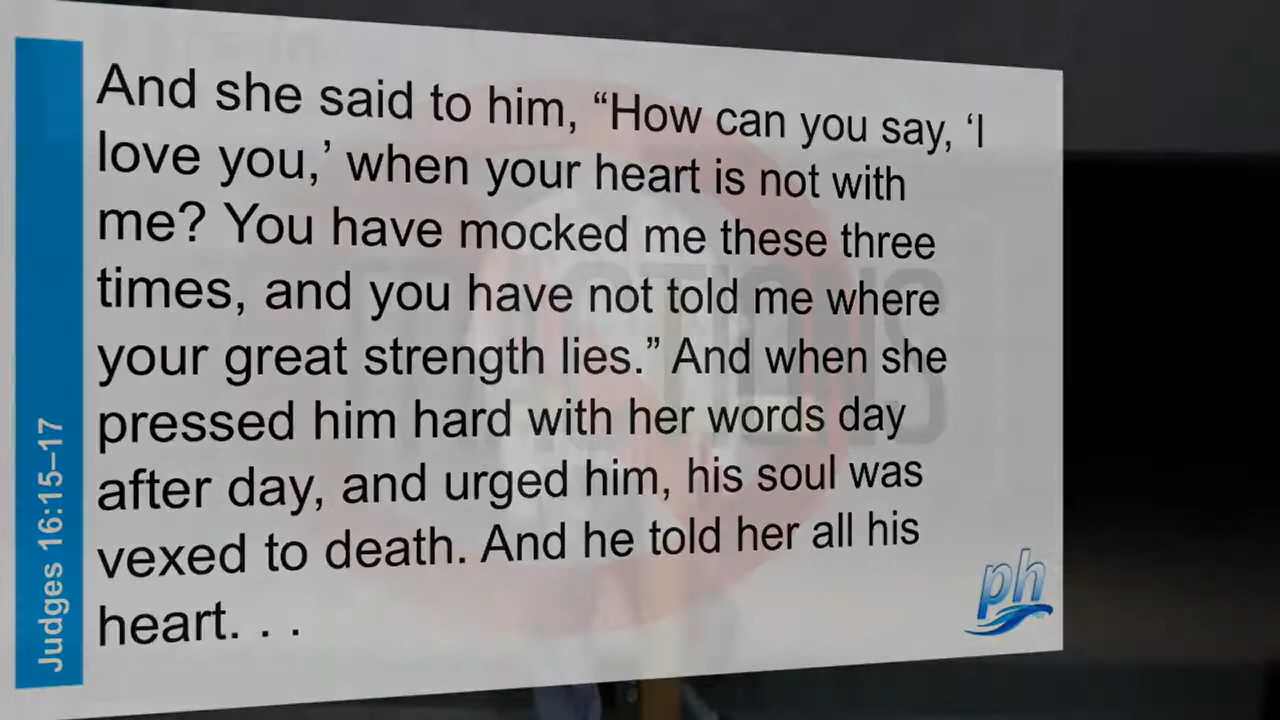 And she said to him, “How can you say, ‘I
love you,’ when your heart is not with
me? You have mocked me these three
times, and you have not told me where
your great strength lies.” And when she
pressed him hard with her words day
after day, and urged him, his soul was
vexed to death. And he told her all his
heart. . .
Judges 16:15–17
ph